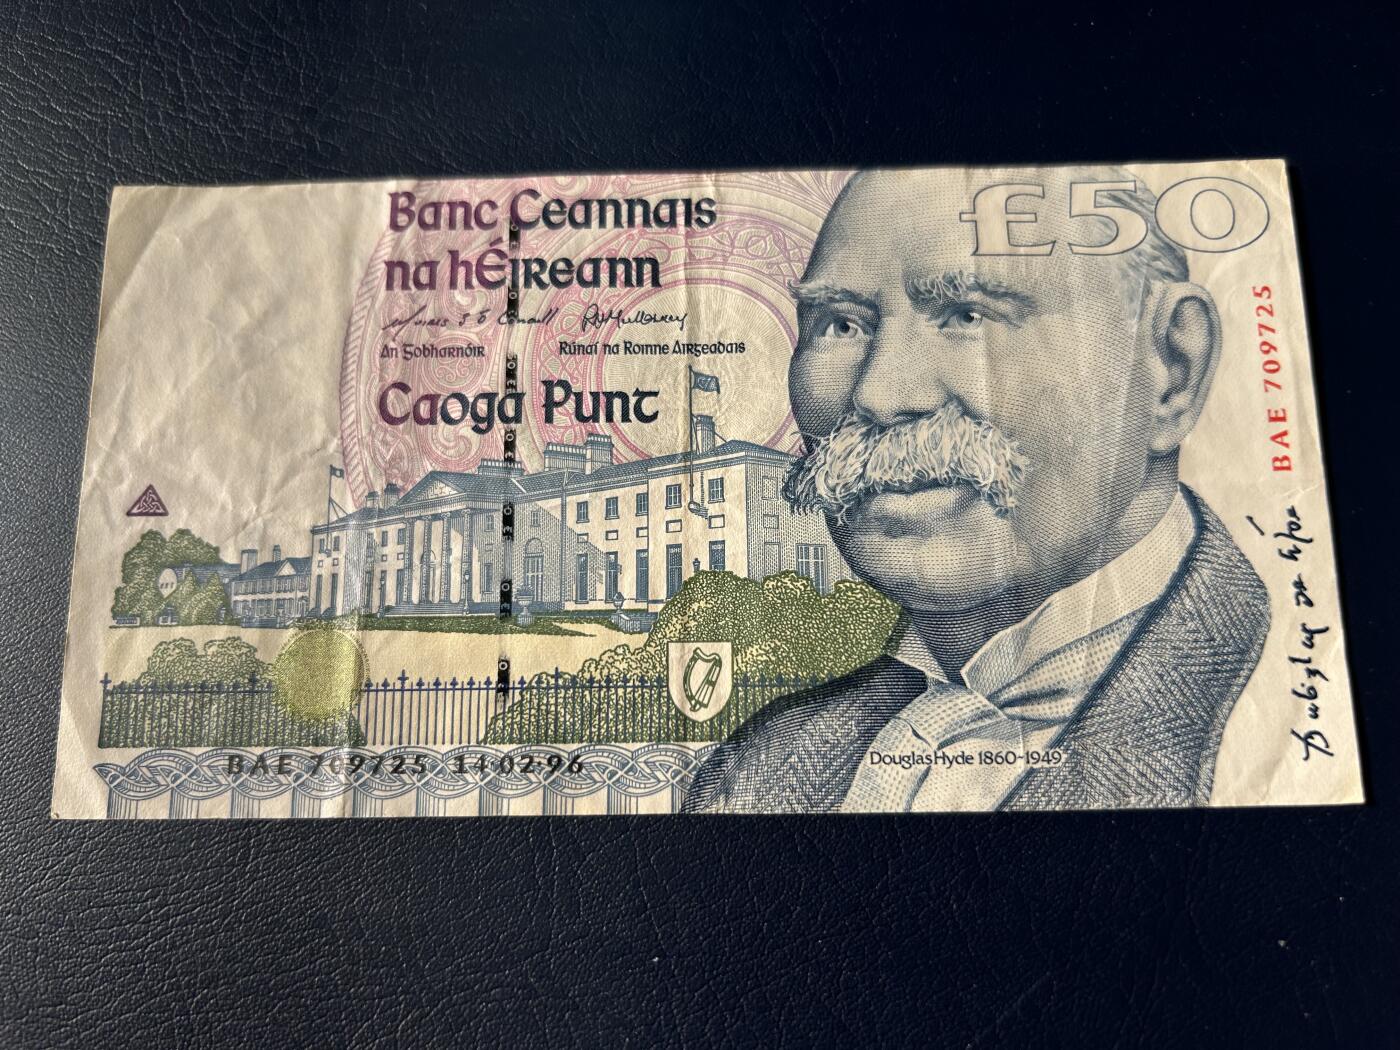 Banc Ceannais
na hÉireann
£50
An Gobharnóir
Rúnaí na Roinne Airgeadais
Caoga Punt
BAE 709725
Douglas Hyde 1860-1949
BAE 709725 14·02·96